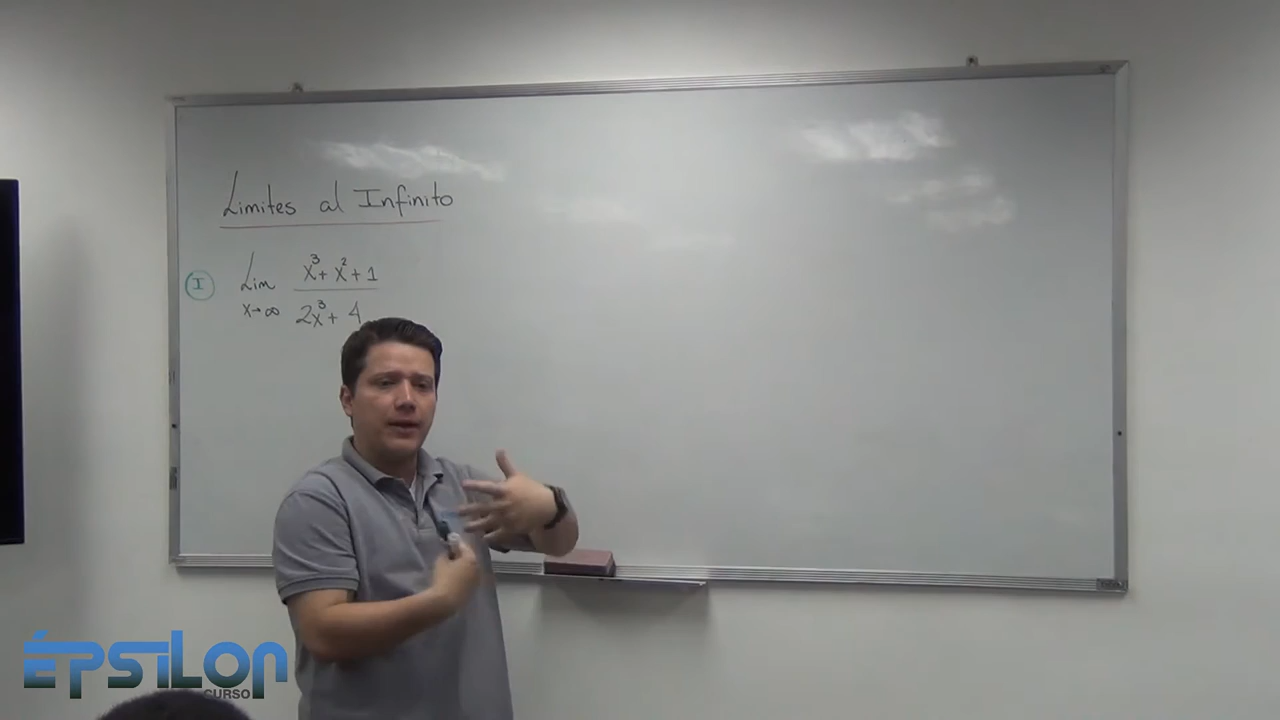 Limites al Infinito
I Lim x³ + x² + 1
x→∞ 2x³ + 4
ÉPSILON
CURSO